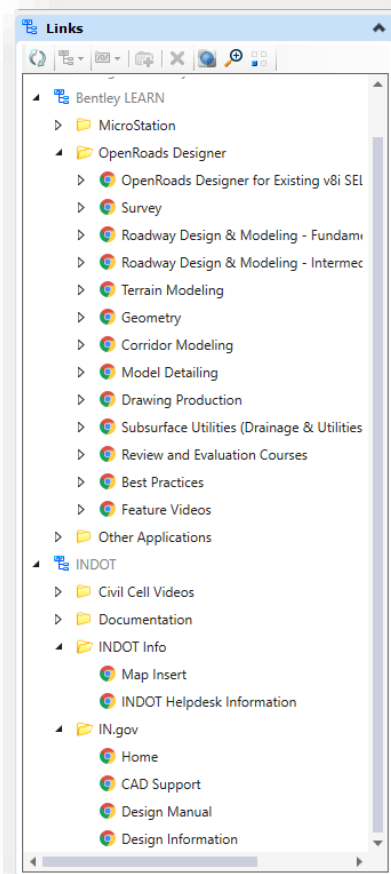 Links
Bentley LEARN
MicroStation
OpenRoads Designer
OpenRoads Designer for Existing v8i SEL
Survey
Roadway Design & Modeling - Fundam
Roadway Design & Modeling - Intermec
Terrain Modeling
Geometry
Corridor Modeling
Model Detailing
Drawing Production
Subsurface Utilities (Drainage & Utilities
Review and Evaluation Courses
Best Practices
Feature Videos
Other Applications
INDOT
Civil Cell Videos
Documentation
INDOT Info
Map Insert
INDOT Helpdesk Information
IN.gov
Home
CAD Support
Design Manual
Design Information